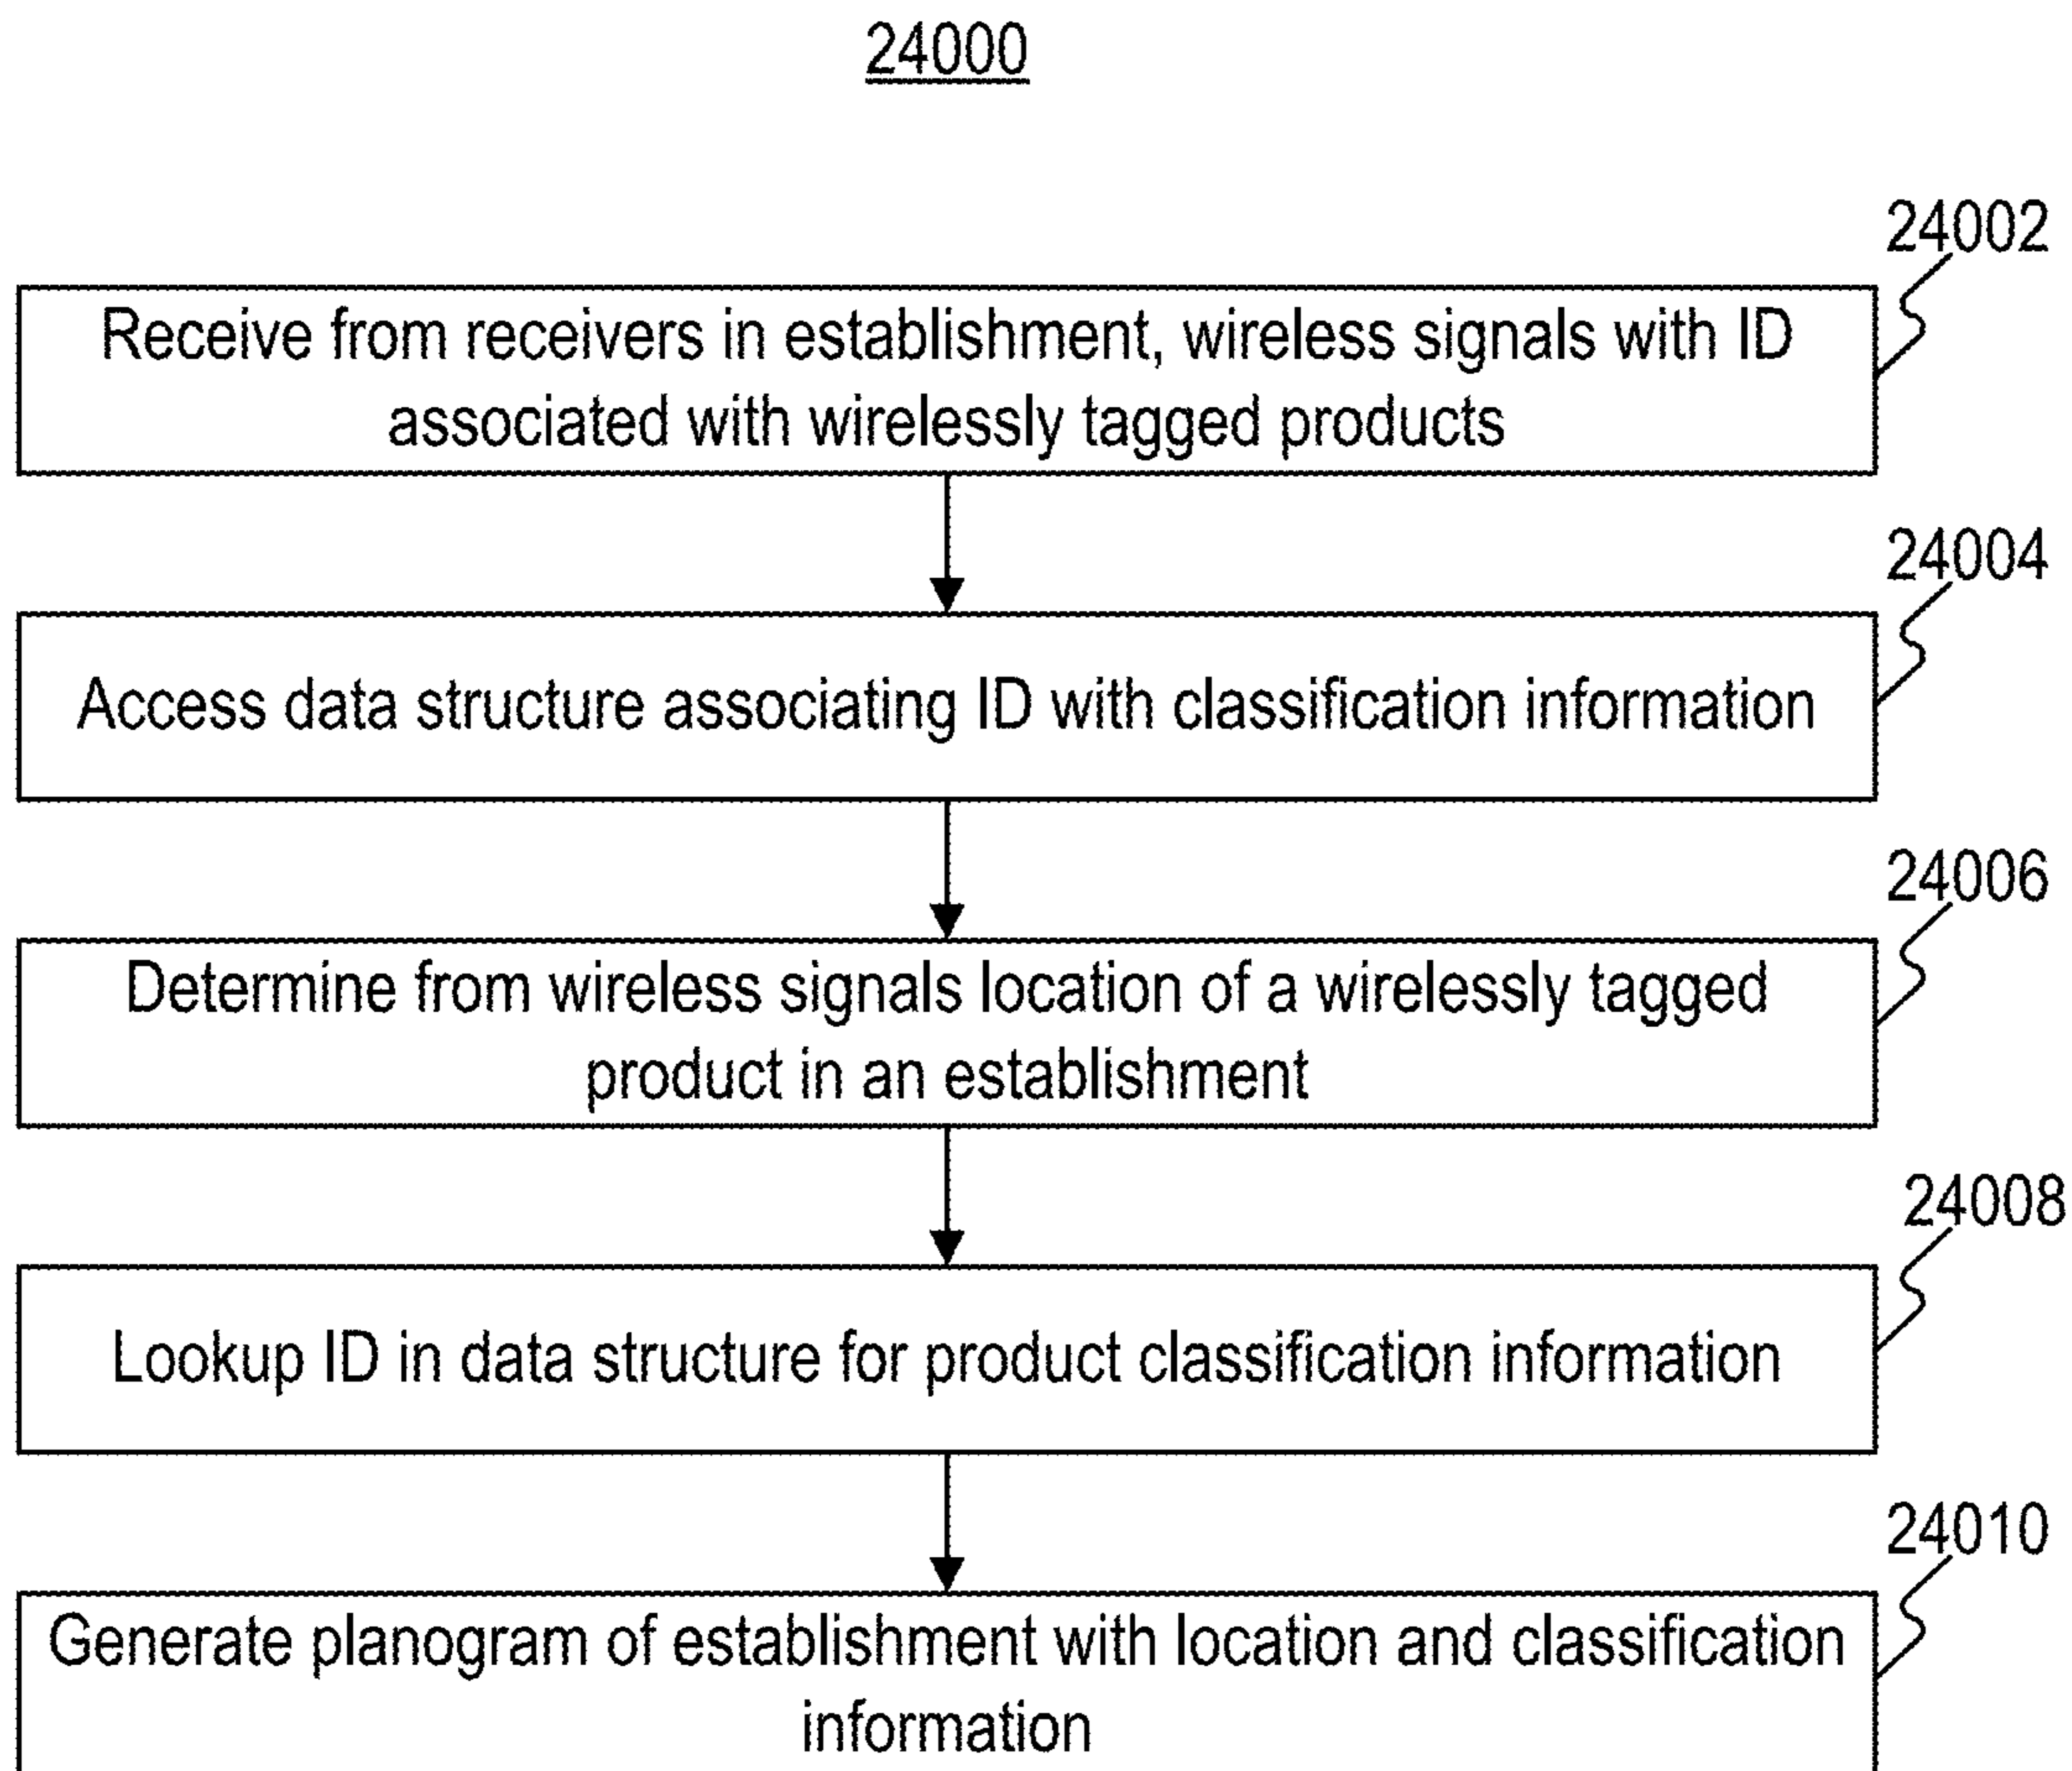 24000
24002
Receive from receivers in establishment, wireless signals with ID
associated with wirelessly tagged products
24004
Access data structure associating ID with classification information
24006
Determine from wireless signals location of a wirelessly tagged
product in an establishment
24008
Lookup ID in data structure for product classification information
24010
Generate planogram of establishment with location and classification
information